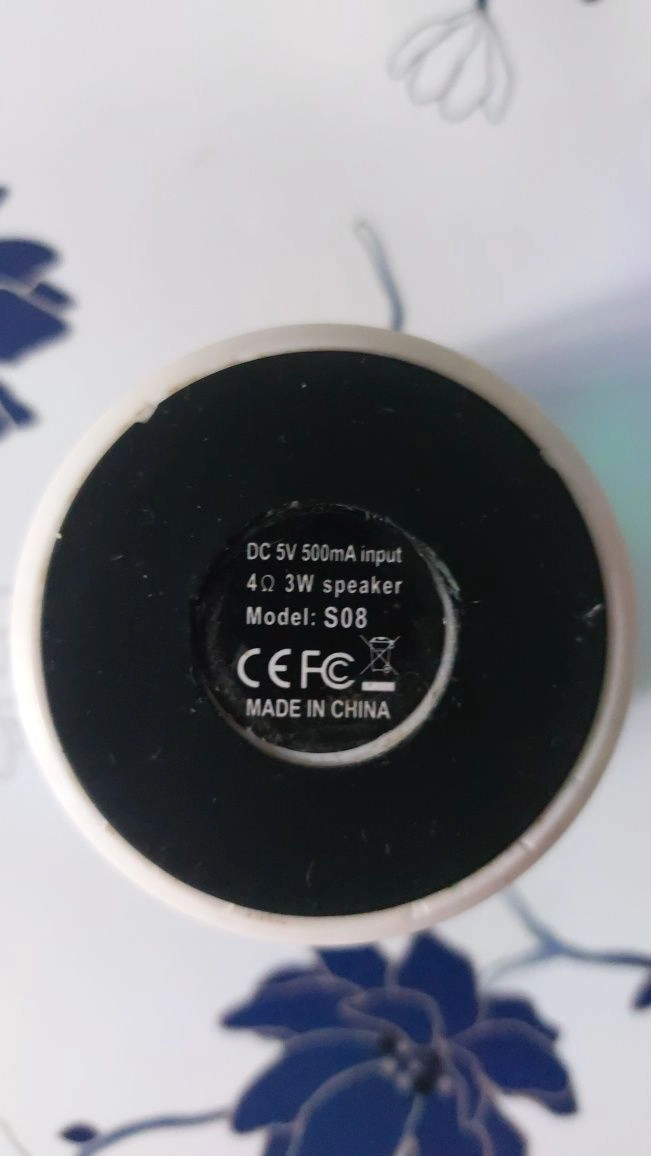 DC 5V 500mA input
4Ω 3W speaker
Model: S08
CE FC
MADE IN CHINA